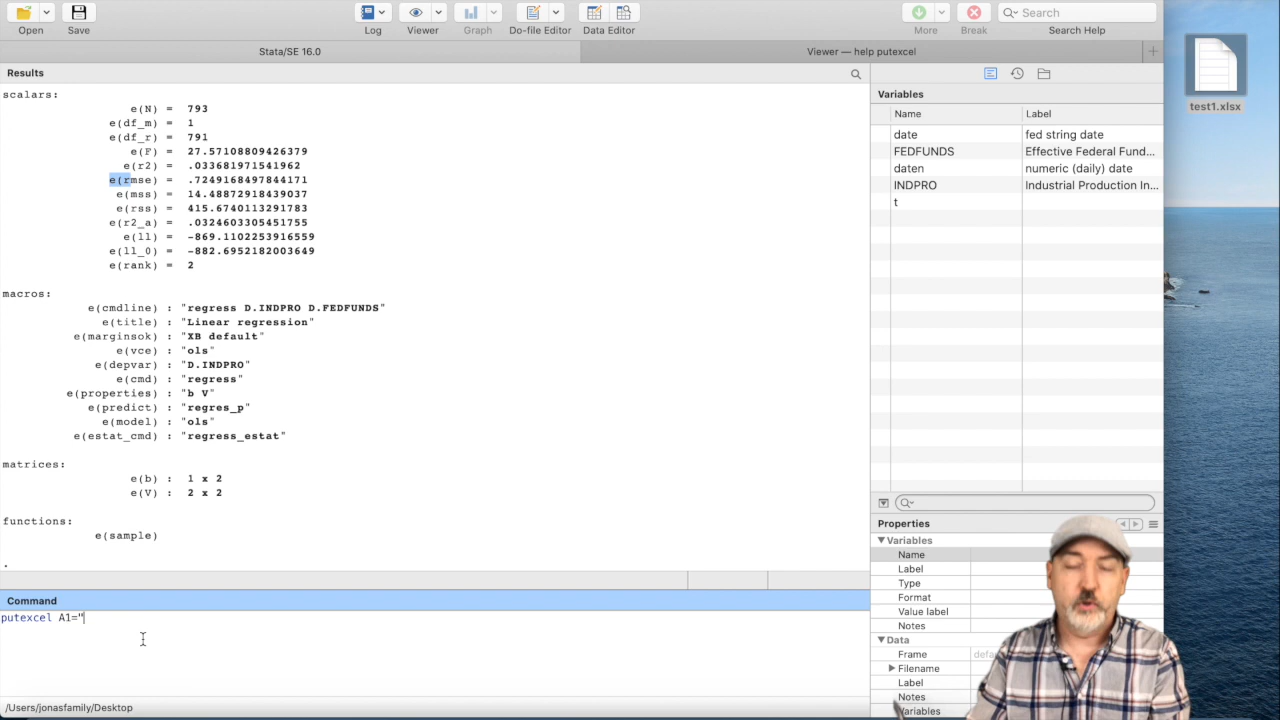 Open
Save
Log
Viewer
Graph
Do-file Editor
Data Editor
More
Break
Search
Search Help
Stata/SE 16.0
Viewer — help putexcel
+
Results
scalars:
e(N) = 793
e(df_m) = 1
e(df_r) = 791
e(F) = 27.57108809426379
e(r2) = .033681971541962
e(rmse) = .7249168497844171
e(mss) = 14.48872918439037
e(rss) = 415.6740113291783
e(r2_a) = .0324603305451755
e(ll) = -869.1102253916559
e(ll_0) = -882.6952182003649
e(rank) = 2
macros:
e(cmdline) : "regress D.INDPRO D.FEDFUNDS"
e(title) : "Linear regression"
e(marginsok) : "XB default"
e(vce) : "ols"
e(depvar) : "D.INDPRO"
e(cmd) : "regress"
e(properties) : "b V"
e(predict) : "regres_p"
e(model) : "ols"
e(estat_cmd) : "regress_estat"
matrices:
e(b) : 1 x 2
e(V) : 2 x 2
functions:
e(sample)
.
Command
putexcel A1="
/Users/jonasfamily/Desktop
Variables
Name Label
date fed string date
FEDFUNDS Effective Federal Fund...
daten numeric (daily) date
INDPRO Industrial Production In...
t
Properties
Variables
Name
Label
Type
Format
Value label
Notes
Data
Frame defa
Filename
Label
Notes
Variables
test1.xlsx